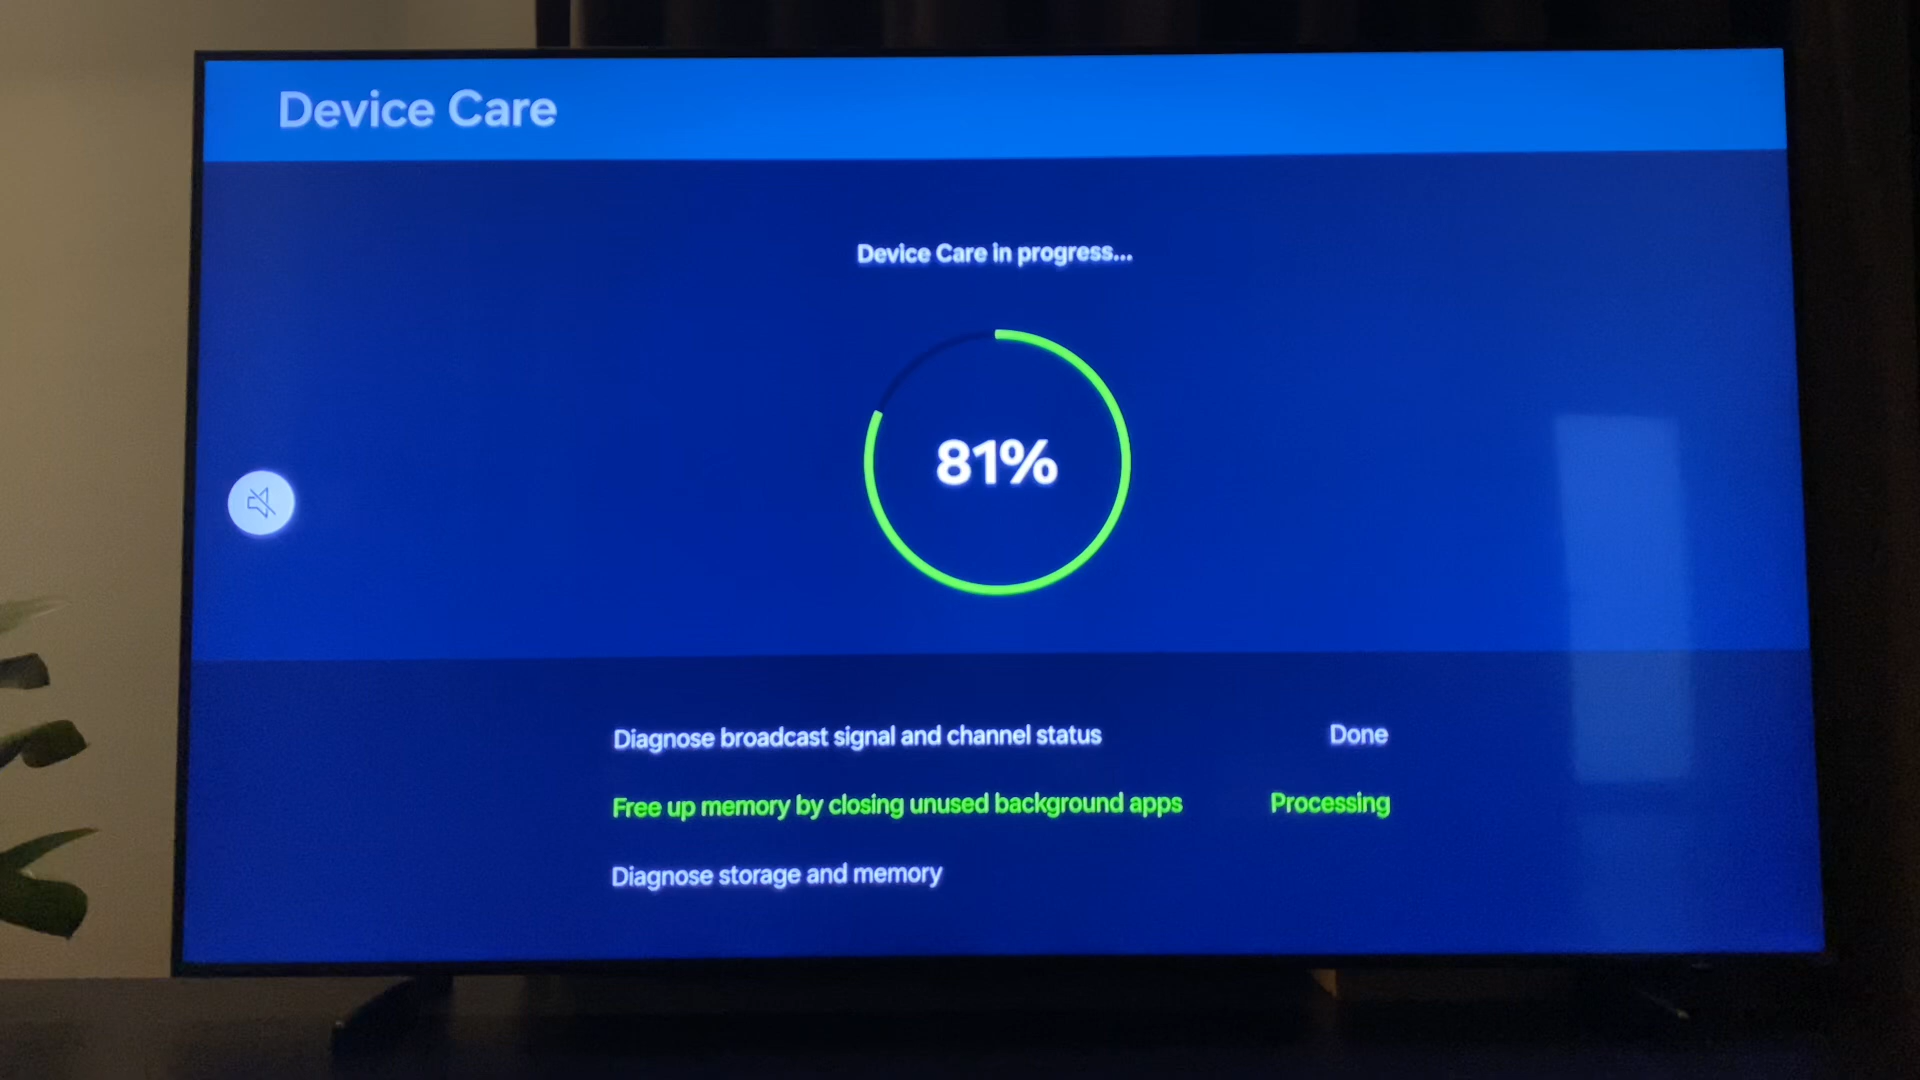 Device Care
Device Care in progress...
81%
Diagnose broadcast signal and channel status Done
Free up memory by closing unused background apps Processing
Diagnose storage and memory